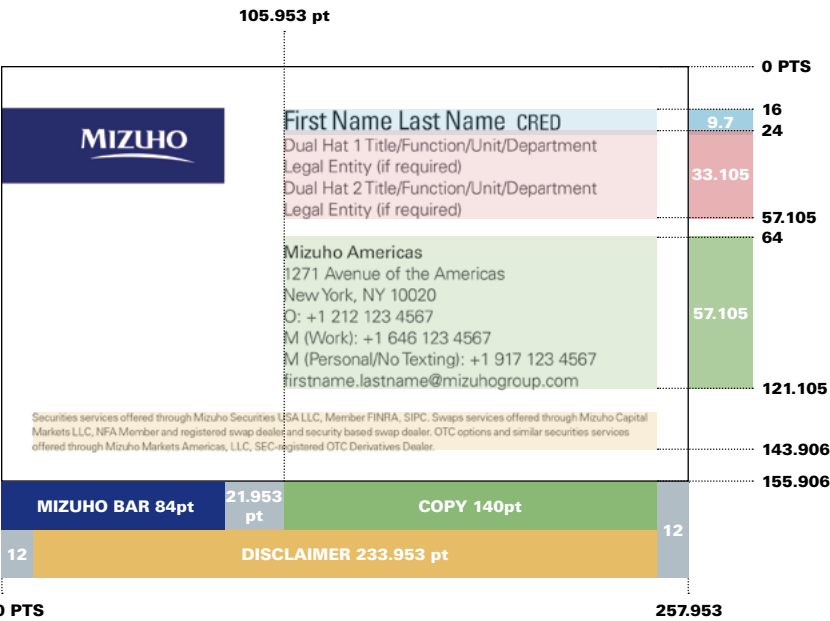 105.953 pt
0 PTS
MIZUHO
First Name Last Name CRED
9.7
16
24
Dual Hat 1 Title/Function/Unit/Department
Legal Entity (if required)
Dual Hat 2 Title/Function/Unit/Department
Legal Entity (if required)
33.105
57.105
64
Mizuho Americas
1271 Avenue of the Americas
New York, NY 10020
O: +1 212 123 4567
M (Work): +1 646 123 4567
M (Personal/No Texting): +1 917 123 4567
firstname.lastname@mizuhogroup.com
57.105
121.105
Securities services offered through Mizuho Securities USA LLC, Member FINRA, SIPC. Swaps services offered through Mizuho Capital
Markets LLC, NFA Member and registered swap dealer and security based swap dealer. OTC options and similar securities services
offered through Mizuho Markets Americas, LLC, SEC-registered OTC Derivatives Dealer.
143.906
155.906
MIZUHO BAR 84pt
21.953
pt
COPY 140pt
12
12
DISCLAIMER 233.953 pt
0 PTS
257.953